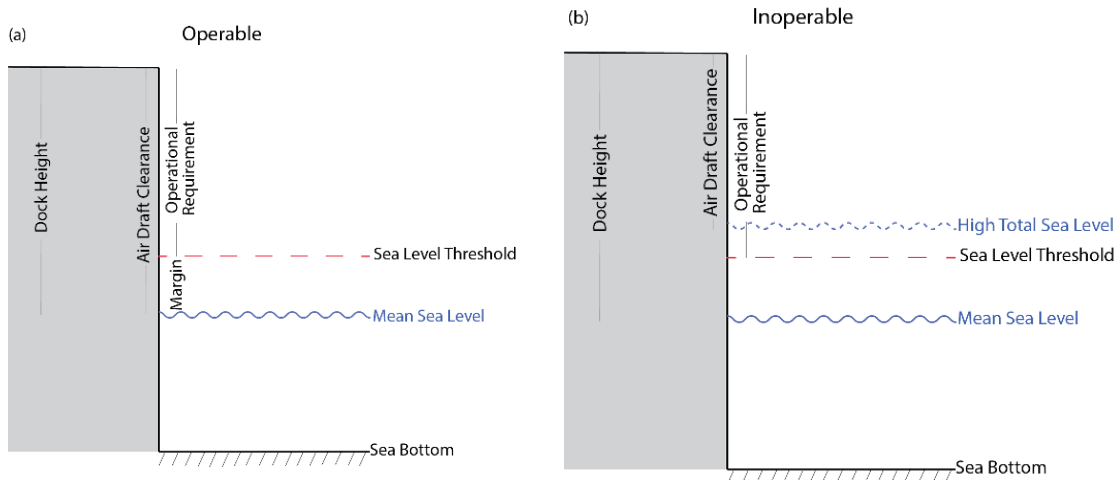 (a)
Operable
Dock Height
Air Draft Clearance
Operational
Requirement
Margin
Sea Level Threshold
Mean Sea Level
Sea Bottom
(b)
Inoperable
Dock Height
Air Draft Clearance
Operational
Requirement
High Total Sea Level
Sea Level Threshold
Mean Sea Level
Sea Bottom